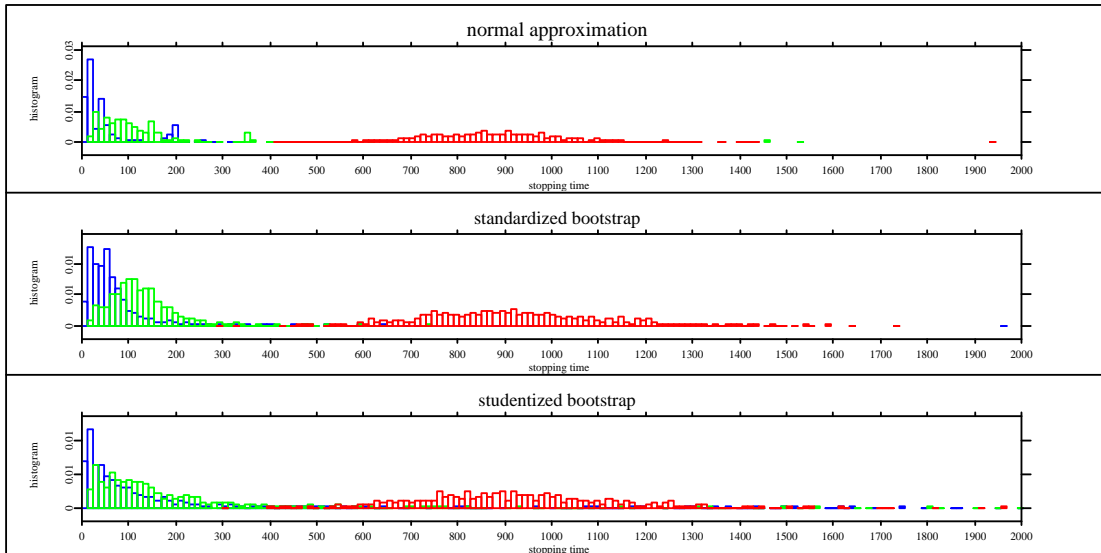 normal approximation
histogram
0.03
0.02
0.01
0
0 100 200 300 400 500 600 700 800 900 1000 1100 1200 1300 1400 1500 1600 1700 1800 1900 2000
stopping time
standardized bootstrap
histogram
0.01
0.01
0
0 100 200 300 400 500 600 700 800 900 1000 1100 1200 1300 1400 1500 1600 1700 1800 1900 2000
stopping time
studentized bootstrap
histogram
0.01
0.01
0
0 100 200 300 400 500 600 700 800 900 1000 1100 1200 1300 1400 1500 1600 1700 1800 1900 2000
stopping time